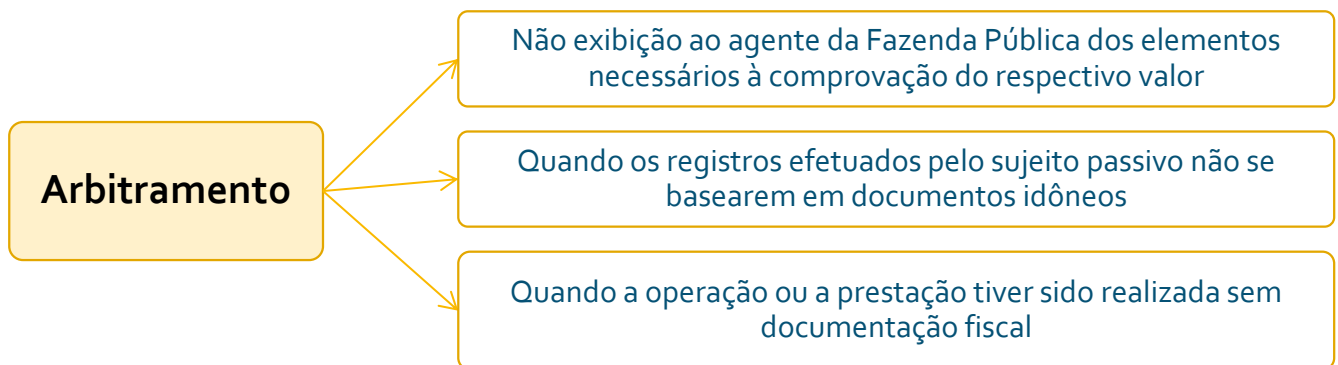 Arbitramento
Não exibição ao agente da Fazenda Pública dos elementos
necessários à comprovação do respectivo valor
Quando os registros efetuados pelo sujeito passivo não se
basearem em documentos idôneos
Quando a operação ou a prestação tiver sido realizada sem
documentação fiscal